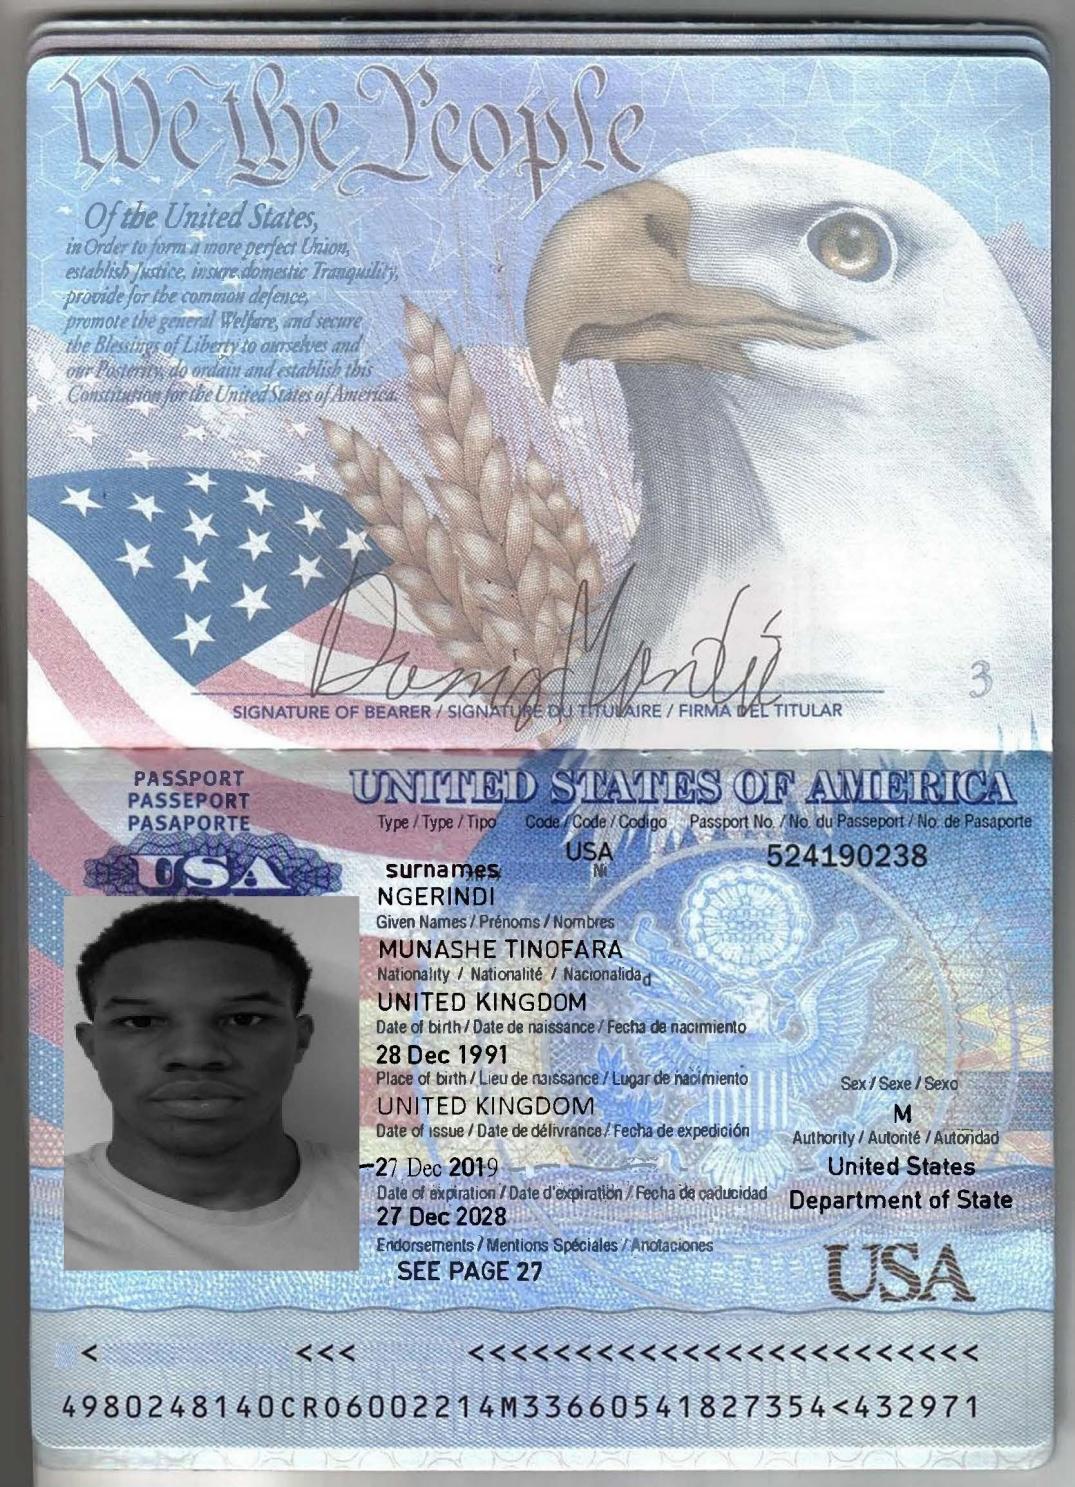 We the People
Of the United States,
in Order to form a more perfect Union,
establish Justice, insure domestic Tranquility,
provide for the common defence,
promote the general Welfare, and secure
the Blessings of Liberty to ourselves and
our Posterity, do ordain and establish this
Constitution for the United States of America.
3
SIGNATURE OF BEARER / SIGNATURE DU TITULAIRE / FIRMA DEL TITULAR
PASSPORT
PASSEPORT
PASAPORTE
USA
UNITED STATES OF AMERICA
Type / Type / Tipo Code / Code / Codigo Passport No. / No. du Passeport / No. de Pasaporte
USA 524190238
surnames
NGERINDI
Given Names / Prénoms / Nombres
MUNASHE TINOFARA
Nationality / Nationalité / Nacionalidad
UNITED KINGDOM
Date of birth / Date de naissance / Fecha de nacimiento
28 Dec 1991
Place of birth / Lieu de naissance / Lugar de nacimiento
UNITED KINGDOM
Sex / Sexe / Sexo
M
Date of issue / Date de délivrance / Fecha de expedición
Authority / Autorité / Autoridad
27 Dec 2019
United States
Department of State
Date of expiration / Date d'expiration / Fecha de caducidad
27 Dec 2028
Endorsements / Mentions Spéciales / Anotaciones
SEE PAGE 27
USA
< <<< <<<<<<<<<<<<<<<<<<<<<<<<
4980248140CR06002214M33660541827354<432971